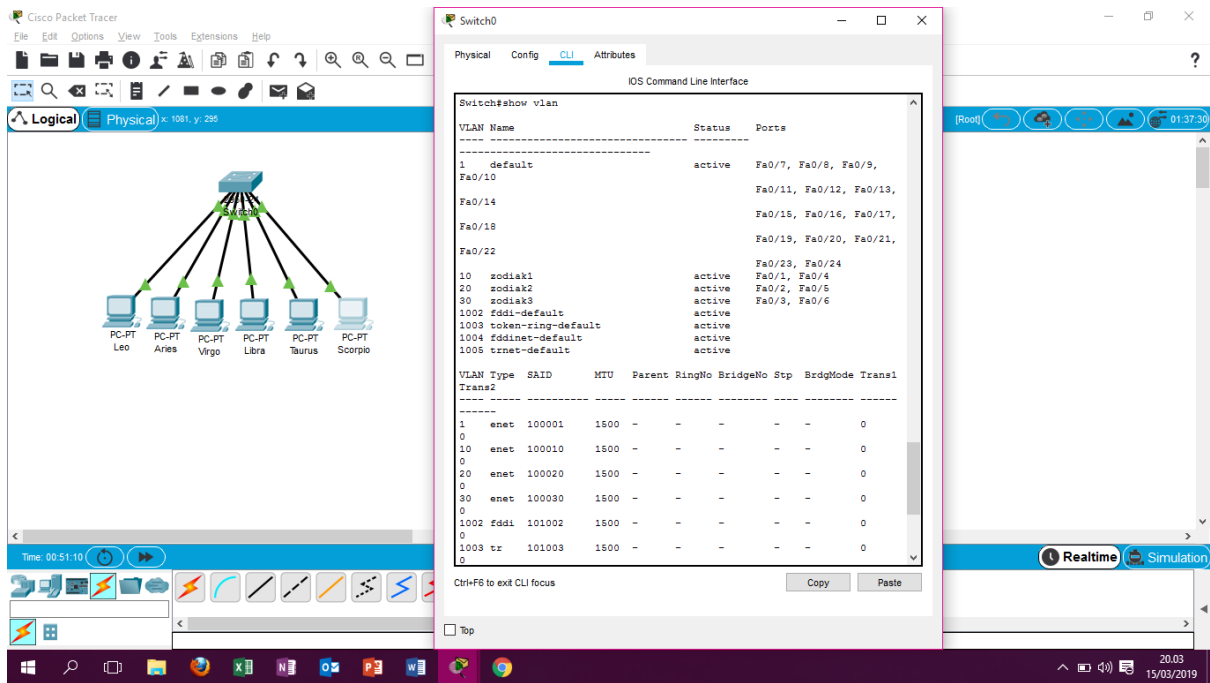 Cisco Packet Tracer
File Edit Options View Tools Extensions Help
Logical
Physical
x: 1081, y: 295
[Root]
01:37:30
Switch0
PC-PT
Leo
PC-PT
Aries
PC-PT
Virgo
PC-PT
Libra
PC-PT
Taurus
PC-PT
Scorpio
Time: 00:51:10
Realtime
Simulation
Switch0
Physical Config CLI Attributes
IOS Command Line Interface
Switch#show vlan
VLAN Name Status Ports
---- -------------------------------- ---------
-------------------------------
1 default active Fa0/7, Fa0/8, Fa0/9,
Fa0/10
Fa0/11, Fa0/12, Fa0/13,
Fa0/14
Fa0/15, Fa0/16, Fa0/17,
Fa0/18
Fa0/19, Fa0/20, Fa0/21,
Fa0/22
Fa0/23, Fa0/24
10 zodiak1 active Fa0/1, Fa0/4
20 zodiak2 active Fa0/2, Fa0/5
30 zodiak3 active Fa0/3, Fa0/6
1002 fddi-default active
1003 token-ring-default active
1004 fddinet-default active
1005 trnet-default active
VLAN Type SAID MTU Parent RingNo BridgeNo Stp BrdgMode Trans1
Trans2
---- ----- ---------- ----- ------ ------ -------- ---- -------- ------
------
1 enet 100001 1500 - - - - - 0
0
10 enet 100010 1500 - - - - - 0
0
20 enet 100020 1500 - - - - - 0
0
30 enet 100030 1500 - - - - - 0
0
1002 fddi 101002 1500 - - - - - 0
0
1003 tr 101003 1500 - - - - - 0
0
Ctrl+F6 to exit CLI focus
Copy
Paste
Top
20.03
15/03/2019